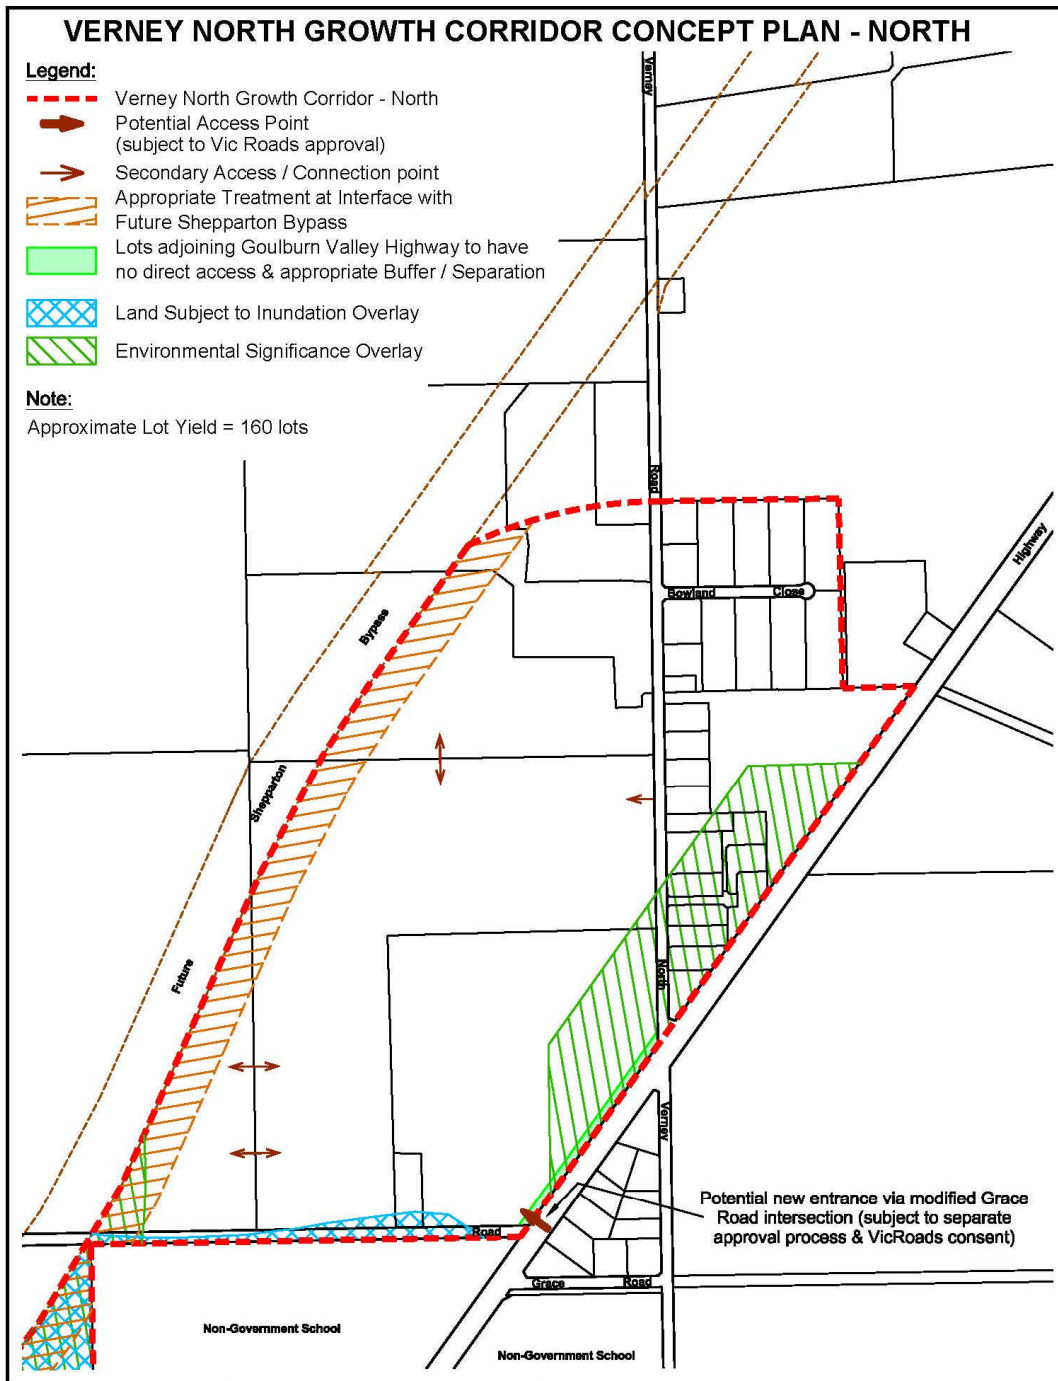 VERNEY NORTH GROWTH CORRIDOR CONCEPT PLAN - NORTH
Legend:
Verney North Growth Corridor - North
Potential Access Point
(subject to Vic Roads approval)
Secondary Access / Connection point
Appropriate Treatment at Interface with
Future Shepparton Bypass
Lots adjoining Goulburn Valley Highway to have
no direct access & appropriate Buffer / Separation
Land Subject to Inundation Overlay
Environmental Significance Overlay
Note:
Approximate Lot Yield = 160 lots
Verney
Road
Highway
Bowland Close
Bypass
Shepparton
Future
North
Verney
Potential new entrance via modified Grace
Road intersection (subject to separate
approval process & VicRoads consent)
Road
Grace Road
Non-Government School
Non-Government School